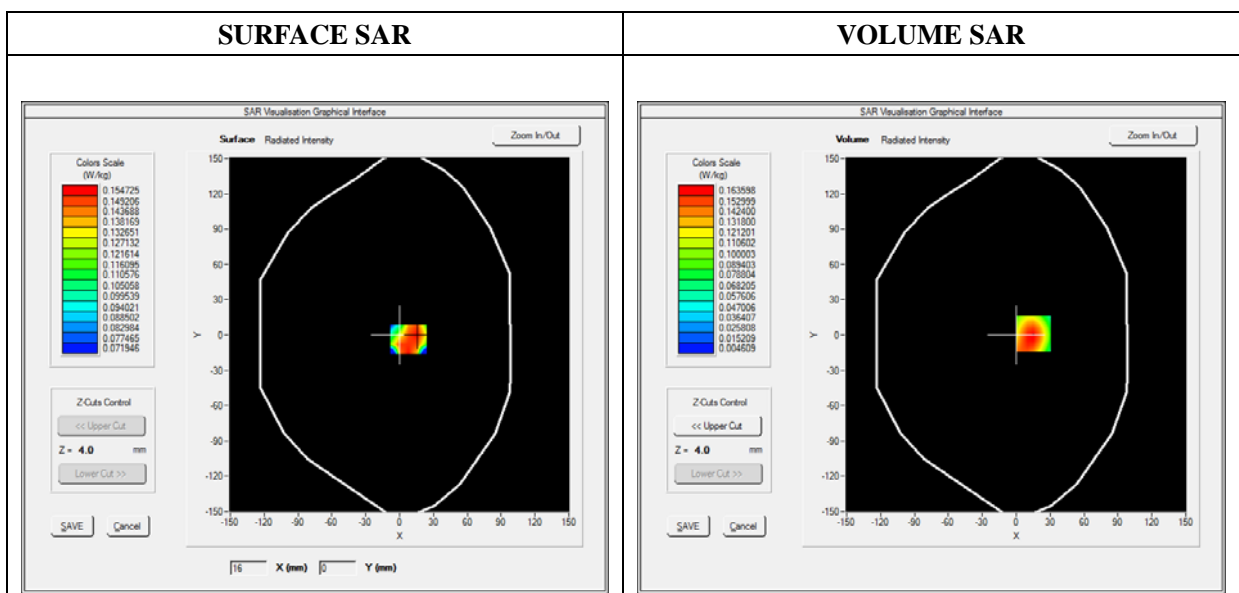 SURFACE SAR
VOLUME SAR
SAR Visualisation Graphical Interface
Surface Radiated Intensity
Zoom In/Out
Colors Scale
(W/kg)
0.154725
0.149206
0.143688
0.138169
0.132651
0.127132
0.121614
0.116095
0.110576
0.105058
0.099539
0.094021
0.088502
0.082984
0.077465
0.071946
Z-Cuts Control
<< Upper Cut
Z = 4.0 mm
Lower Cut >>
SAVE Cancel
150
120
90
60
30
0
-30
-60
-90
-120
-150
Y
-150 -120 -90 -60 -30 0 30 60 90 120 150
X
16 X (mm) 0 Y (mm)
SAR Visualisation Graphical Interface
Volume Radiated Intensity
Zoom In/Out
Colors Scale
(W/kg)
0.163598
0.152999
0.142400
0.131800
0.121201
0.110602
0.100003
0.089403
0.078804
0.068205
0.057606
0.047006
0.036407
0.025808
0.015209
0.004609
Z-Cuts Control
<< Upper Cut
Z = 4.0 mm
Lower Cut >>
SAVE Cancel
150
120
90
60
30
0
-30
-60
-90
-120
-150
Y
-150 -120 -90 -60 -30 0 30 60 90 120 150
X